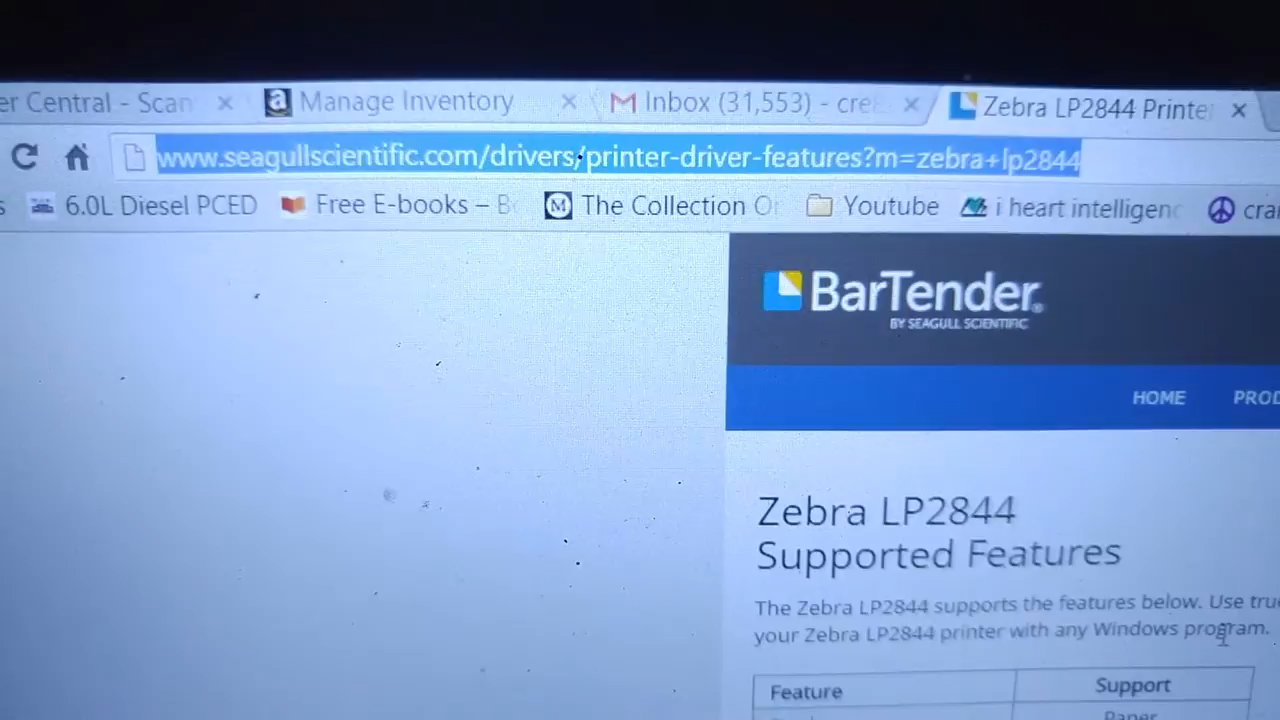 er Central - Scan
Manage Inventory
Inbox (31,553) - cre
Zebra LP2844 Printe
www.seagullscientific.com/drivers/printer-driver-features?m=zebra+lp2844
s
6.0L Diesel PCED
Free E-books – B
The Collection O
Youtube
i heart intelligenc
cra
BarTender®
BY SEAGULL SCIENTIFIC
HOME
PROD
Zebra LP2844
Supported Features
The Zebra LP2844 supports the features below. Use tru
your Zebra LP2844 printer with any Windows program.
Feature
Support
Paper